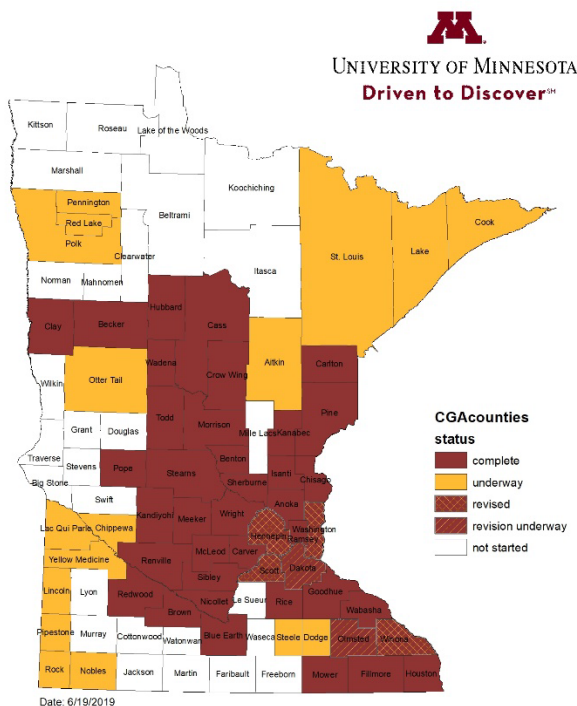 M
UNIVERSITY OF MINNESOTA
Driven to Discover℠
Kittson
Roseau
Lake of the Woods
Marshall
Koochiching
Pennington
Beltrami
Red Lake
Cook
Polk
Clearwater
St. Louis
Lake
Itasca
Norman
Mahnomen
Hubbard
Cass
Clay
Becker
Wadena
Aitkin
Carlton
Crow Wing
Otter Tail
Wilkin
Pine
Todd
Morrison
Mille Lacs
Kanabec
Grant
Douglas
Benton
Traverse
Stevens
Pope
Stearns
Isanti
Sherburne
Chisago
Big Stone
Swift
Anoka
Kandiyohi
Meeker
Wright
Washington
Lac Qui Parle
Chippewa
Hennepin
Ramsey
McLeod
Carver
Yellow Medicine
Renville
Scott
Dakota
Sibley
Lincoln
Lyon
Redwood
Nicollet
Le Sueur
Rice
Goodhue
Wabasha
Brown
Pipestone
Murray
Cottonwood
Watonwan
Blue Earth
Waseca
Steele
Dodge
Olmsted
Winona
Rock
Nobles
Jackson
Martin
Faribault
Freeborn
Mower
Fillmore
Houston
CGAcounties
status
complete
underway
revised
revision underway
not started
Date: 6/19/2019